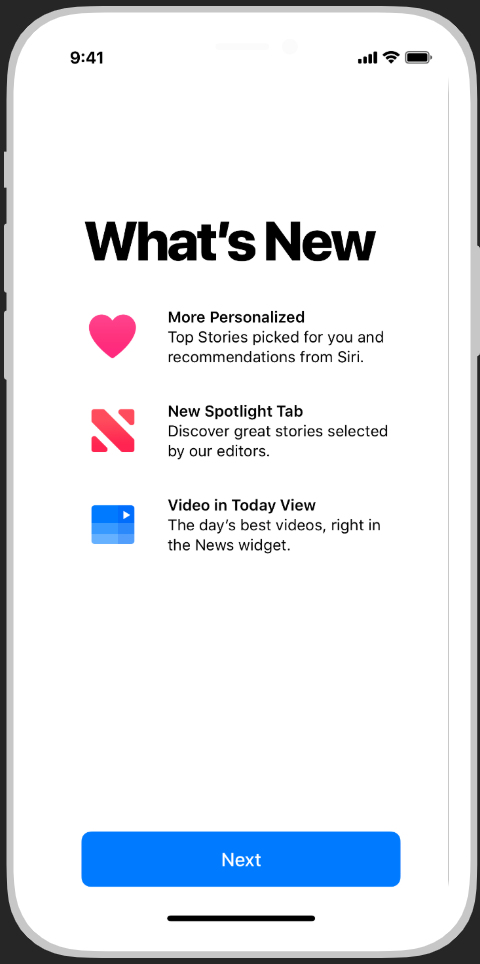 9:41
What's New
More Personalized
Top Stories picked for you and
recommendations from Siri.
New Spotlight Tab
Discover great stories selected
by our editors.
Video in Today View
The day's best videos, right in
the News widget.
Next